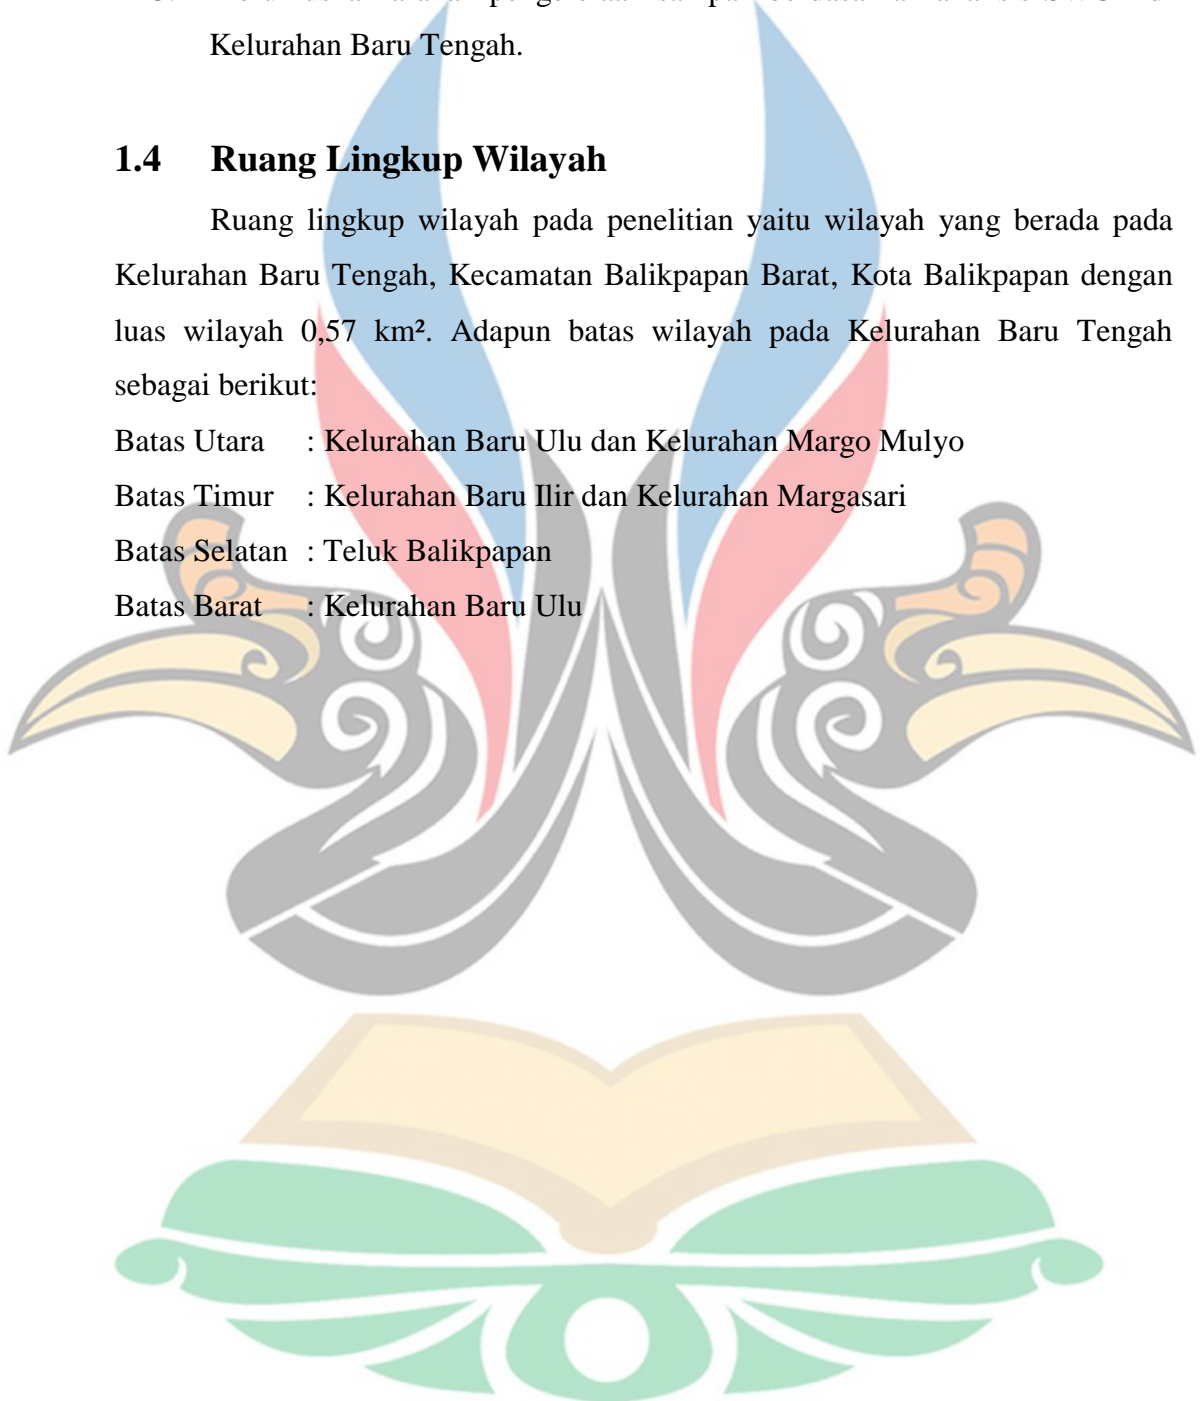 Kelurahan Baru Tengah.
1.4 Ruang Lingkup Wilayah
Ruang lingkup wilayah pada penelitian yaitu wilayah yang berada pada
Kelurahan Baru Tengah, Kecamatan Balikpapan Barat, Kota Balikpapan dengan
luas wilayah 0,57 km². Adapun batas wilayah pada Kelurahan Baru Tengah
sebagai berikut:
Batas Utara : Kelurahan Baru Ulu dan Kelurahan Margo Mulyo
Batas Timur : Kelurahan Baru Ilir dan Kelurahan Margasari
Batas Selatan : Teluk Balikpapan
Batas Barat : Kelurahan Baru Ulu